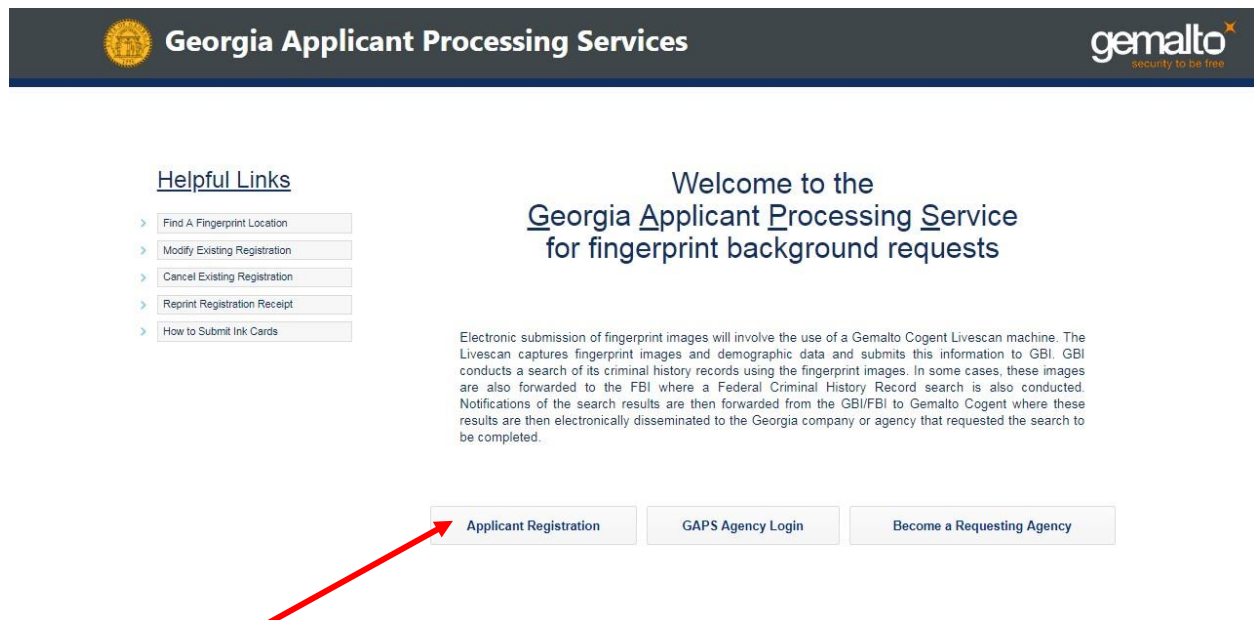 Georgia Applicant Processing Services
gemalto
security to be free
Helpful Links
Find A Fingerprint Location
Modify Existing Registration
Cancel Existing Registration
Reprint Registration Receipt
How to Submit Ink Cards
Welcome to the
Georgia Applicant Processing Service
for fingerprint background requests
Electronic submission of fingerprint images will involve the use of a Gemalto Cogent Livescan machine. The
Livescan captures fingerprint images and demographic data and submits this information to GBI. GBI
conducts a search of its criminal history records using the fingerprint images. In some cases, these images
are also forwarded to the FBI where a Federal Criminal History Record search is also conducted.
Notifications of the search results are then forwarded from the GBI/FBI to Gemalto Cogent where these
results are then electronically disseminated to the Georgia company or agency that requested the search to
be completed.
Applicant Registration
GAPS Agency Login
Become a Requesting Agency